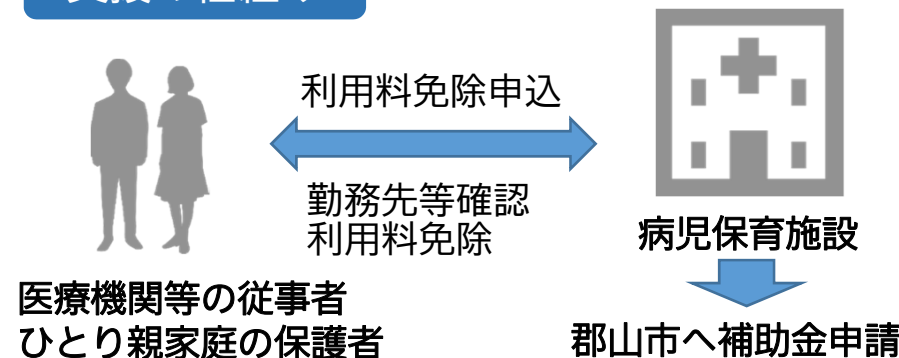 利用料免除申込
勤務先等確認
利用料免除
病児保育施設
医療機関等の従事者
ひとり親家庭の保護者
郡山市へ補助金申請